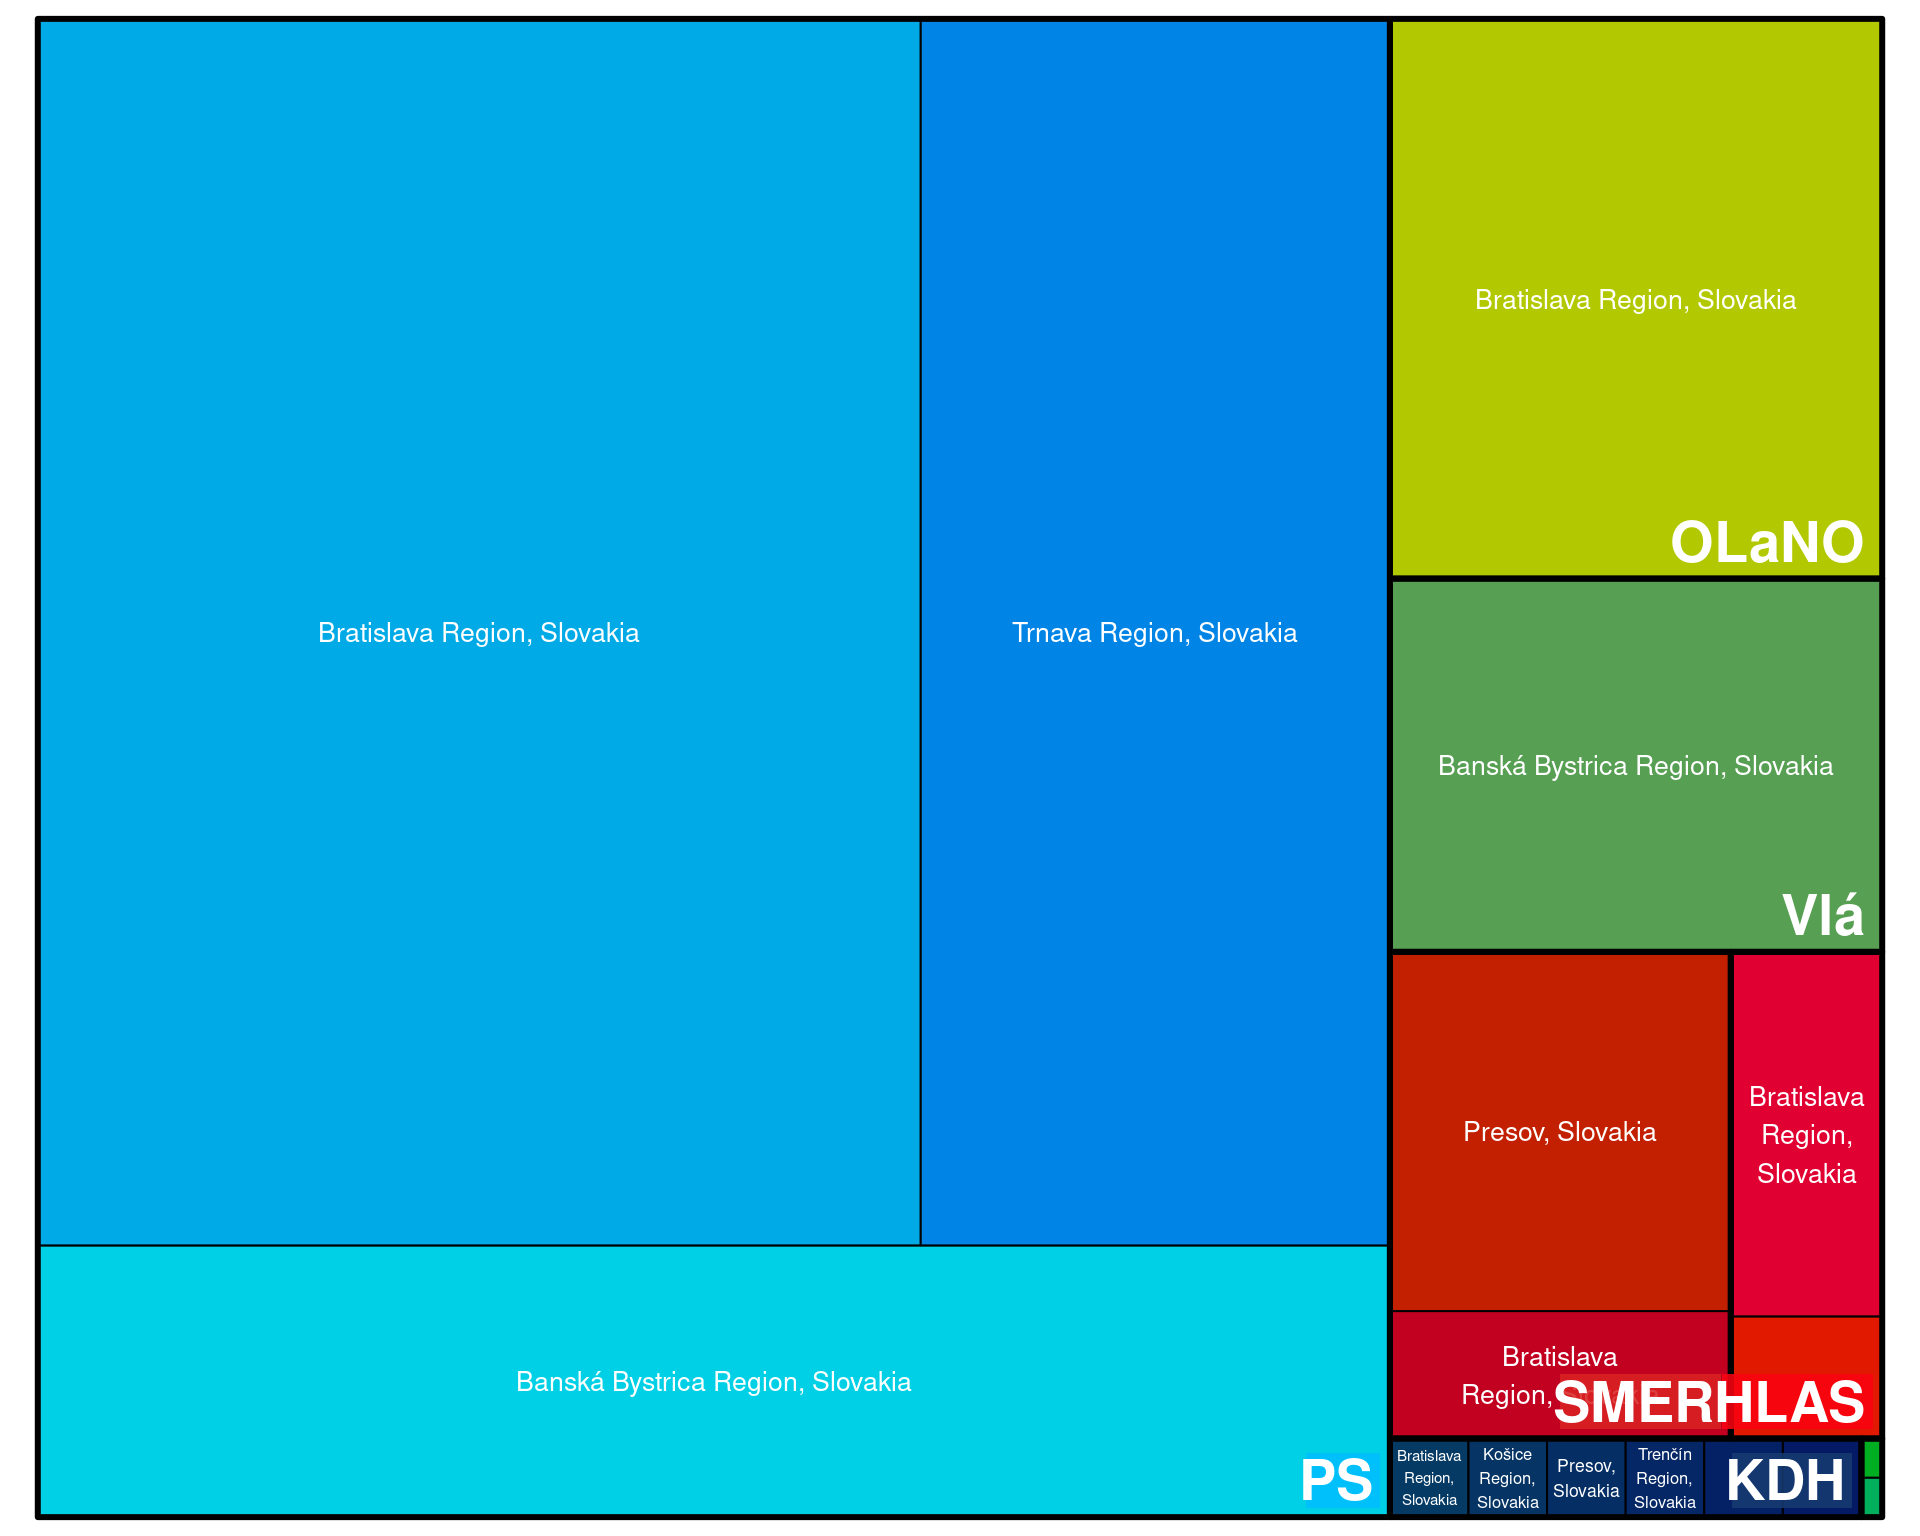 Bratislava Region, Slovakia
Trnava Region, Slovakia
Banská Bystrica Region, Slovakia
PS
Bratislava Region, Slovakia
OLaNO
Banská Bystrica Region, Slovakia
Vlá
Presov, Slovakia
Bratislava
Region,
SMER
Bratislava
Region,
Slovakia
HLAS
Bratislava
Region,
Slovakia
Košice
Region,
Slovakia
Presov,
Slovakia
Trenčín
Region,
Slovakia
KDH